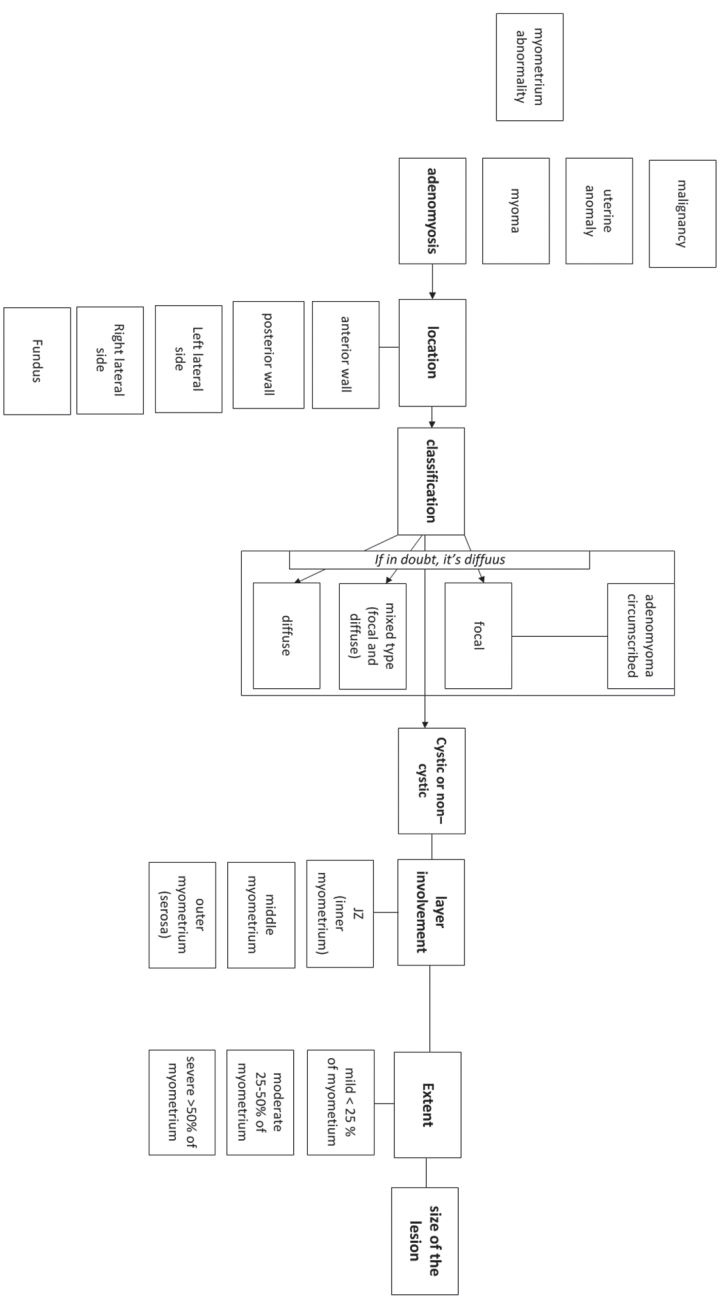 myometrium
abnormality
adenomyosis
myoma
uterine
anomaly
malignancy
location
anterior wall
posterior wall
Left lateral
side
Right lateral
side
Fundus
classification
If in doubt, it's diffuus
diffuse
mixed type
(focal and
diffuse)
focal
adenomyoma
circumscribed
Cystic or non–
cystic
layer
involvement
JZ
(inner
myometrium)
middle
myometrium
outer
myometrium
(serosa)
Extent
mild < 25 %
of myometium
moderate
25-50% of
myometrium
severe >50% of
myometrium
size of the
lesion